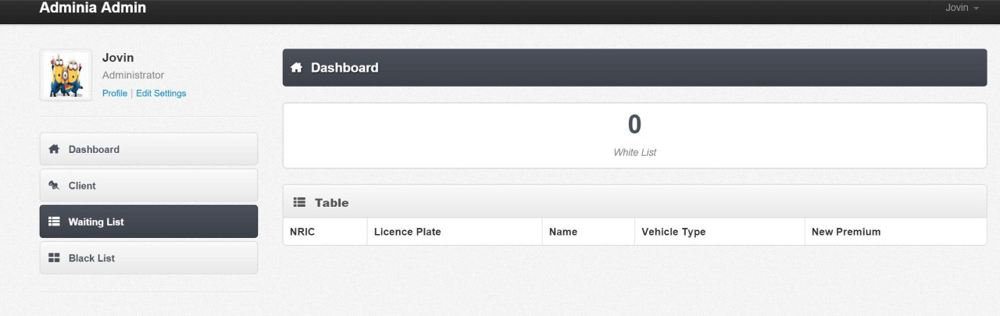 Adminia Admin
Jovin
Jovin
Administrator
Profile | Edit Settings
Dashboard
Client
Waiting List
Black List
Dashboard
0
White List
Table
NRIC Licence Plate Name Vehicle Type New Premium